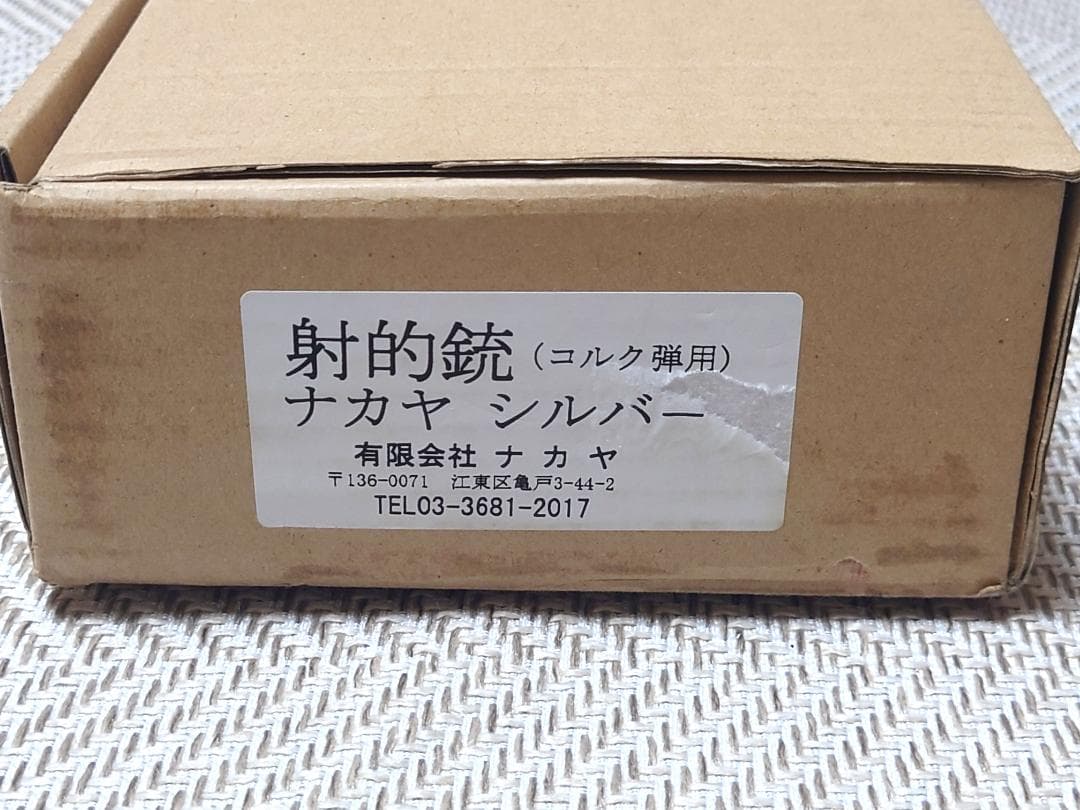 射的銃（コルク弾用）
ナカヤ シルバー
有限会社 ナカヤ
〒136-0071 江東区亀戸3-44-2
TEL03-3681-2017